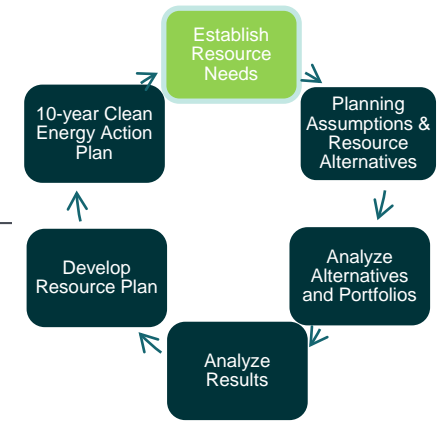 Establish
Resource
Needs
Planning
Assumptions &
Resource
Alternatives
Analyze
Alternatives
and Portfolios
Analyze
Results
Develop
Resource Plan
10-year Clean
Energy Action
Plan